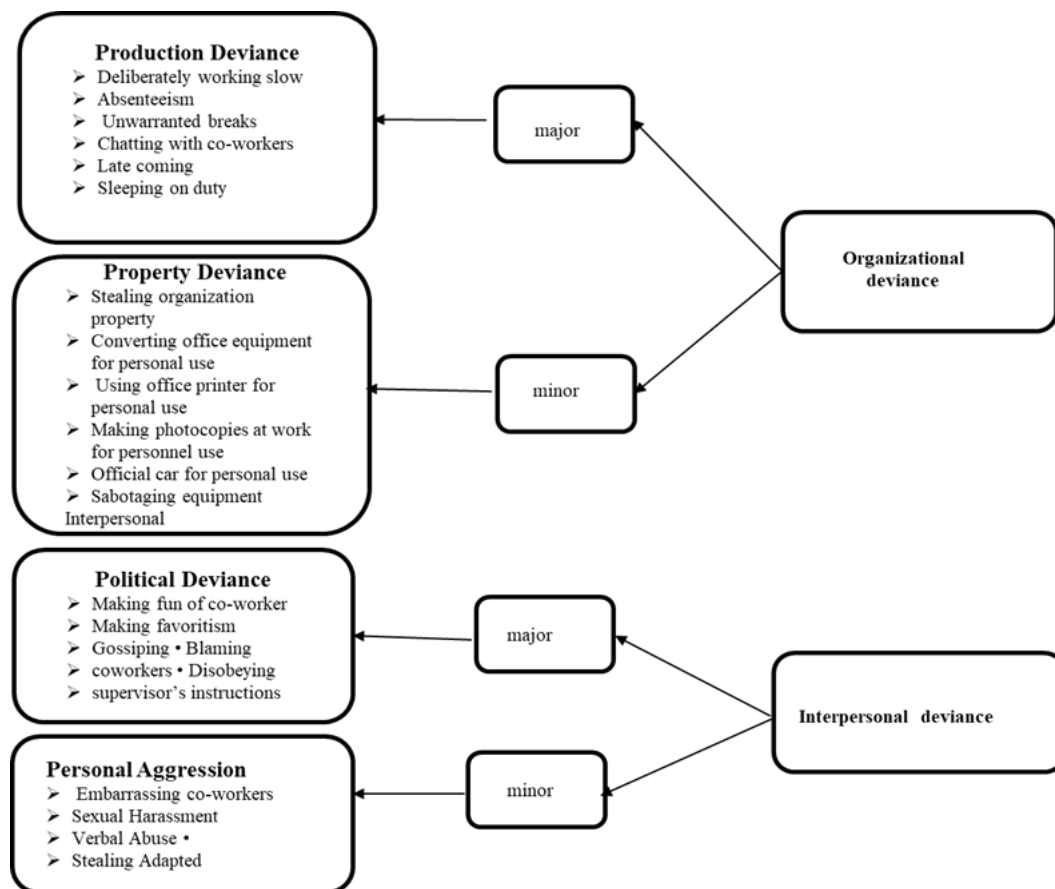 Production Deviance
➢ Deliberately working slow
➢ Absenteeism
➢ Unwarranted breaks
➢ Chatting with co-workers
➢ Late coming
➢ Sleeping on duty
major
Organizational
deviance
Property Deviance
➢ Stealing organization
property
➢ Converting office equipment
for personal use
➢ Using office printer for
personal use
➢ Making photocopies at work
for personnel use
➢ Official car for personal use
➢ Sabotaging equipment
Interpersonal
minor
Political Deviance
➢ Making fun of co-worker
➢ Making favoritism
➢ Gossiping • Blaming
➢ coworkers • Disobeying
➢ supervisor's instructions
major
Interpersonal deviance
Personal Aggression
➢ Embarrassing co-workers
➢ Sexual Harassment
➢ Verbal Abuse •
➢ Stealing Adapted
minor